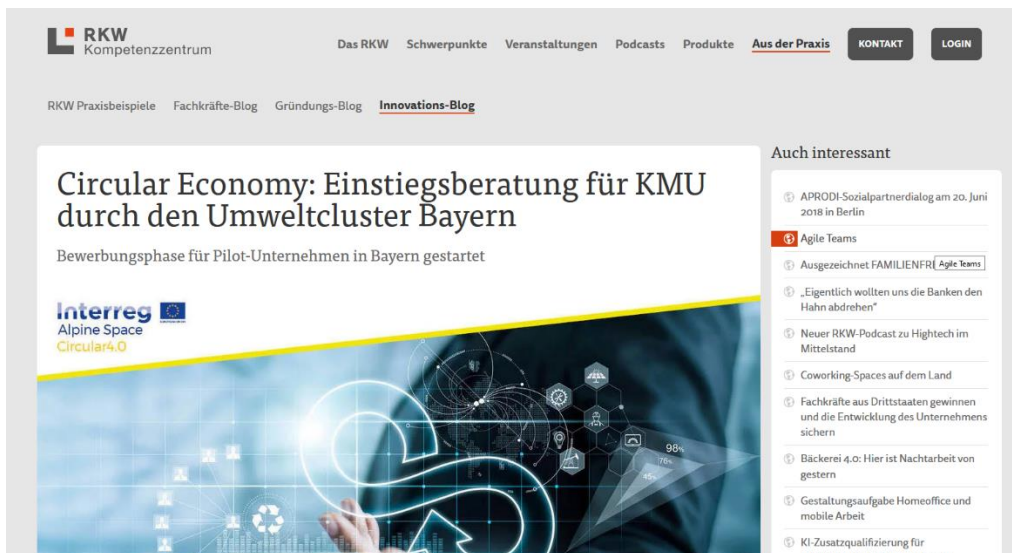 RKW
Kompetenzzentrum
Das RKW Schwerpunkte Veranstaltungen Podcasts Produkte Aus der Praxis KONTAKT LOGIN
RKW Praxisbeispiele Fachkräfte-Blog Gründungs-Blog Innovations-Blog
Circular Economy: Einstiegsberatung für KMU
durch den Umweltcluster Bayern
Bewerbungsphase für Pilot-Unternehmen in Bayern gestartet
Interreg
Alpine Space
Circular4.0
98%
76%
45%
Auch interessant
APRODI-Sozialpartnerdialog am 20. Juni
2018 in Berlin
Agile Teams
Ausgezeichnet FAMILIENFRE
Agile Teams
„Eigentlich wollten uns die Banken den
Hahn abdrehen“
Neuer RKW-Podcast zu Hightech im
Mittelstand
Coworking-Spaces auf dem Land
Fachkräfte aus Drittstaaten gewinnen
und die Entwicklung des Unternehmens
sichern
Bäckerei 4.0: Hier ist Nachtarbeit von
gestern
Gestaltungsaufgabe Homeoffice und
mobile Arbeit
KI-Zusatzqualifizierung für